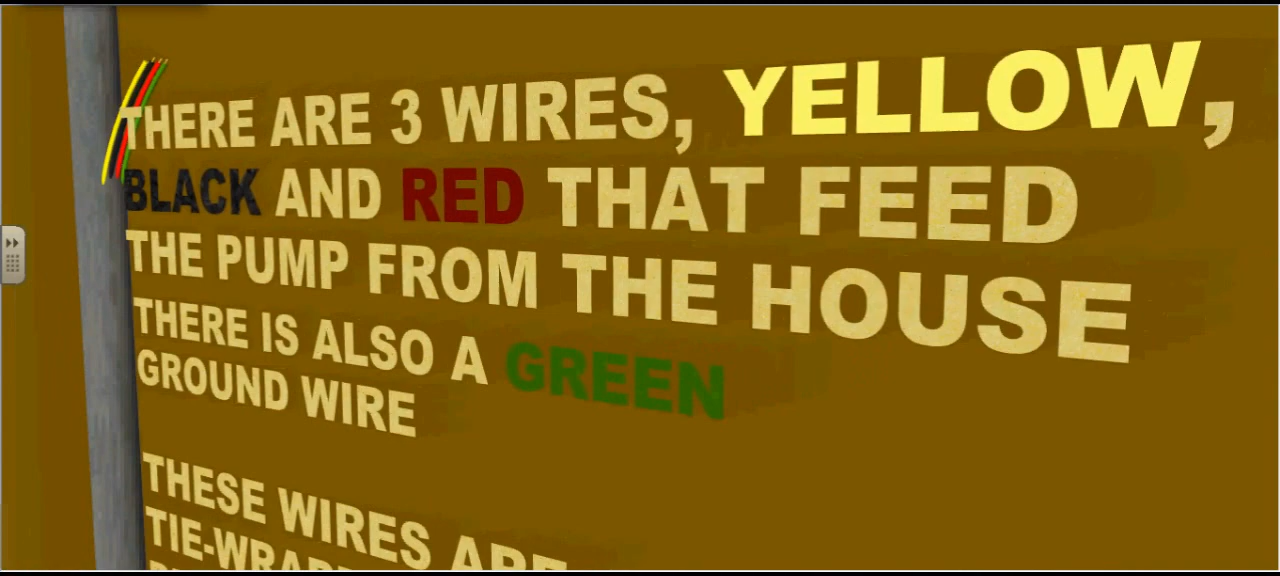 THERE ARE 3 WIRES, YELLOW,
BLACK AND RED THAT FEED
THE PUMP FROM THE HOUSE
THERE IS ALSO A GREEN
GROUND WIRE
THESE WIRES ARE